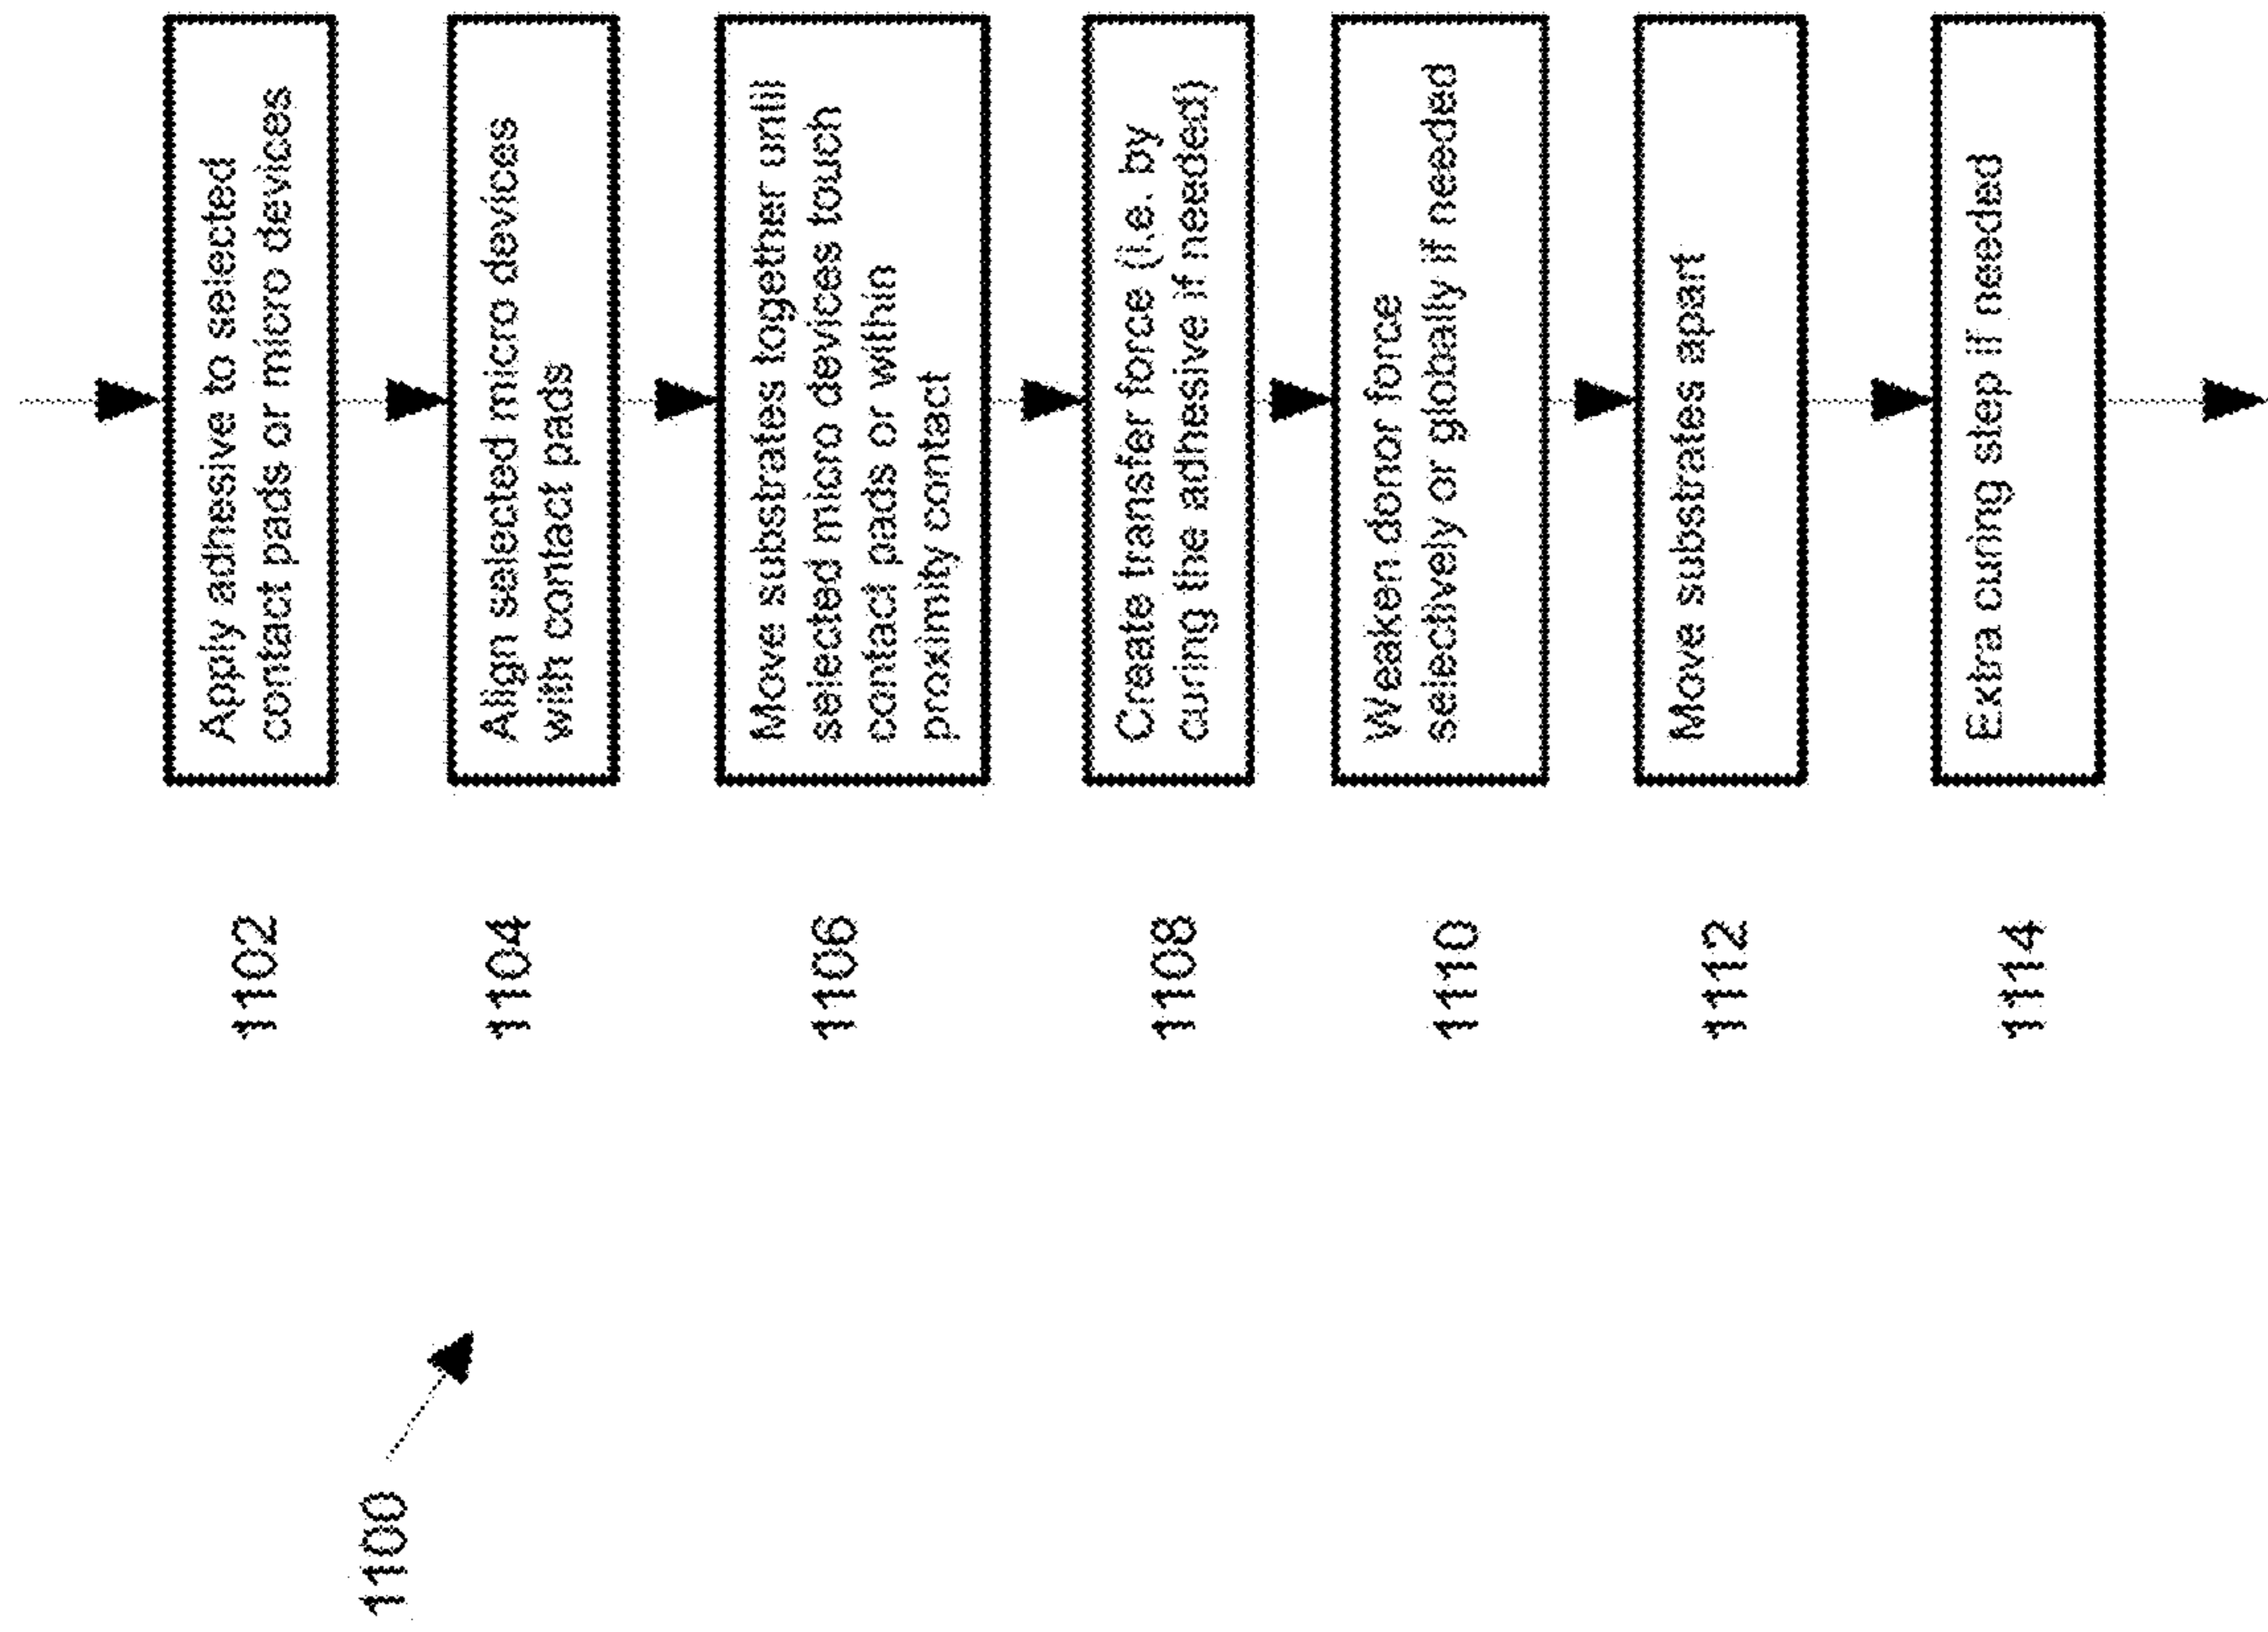 1100
1102
Apply adhesive to selected
contact pads or micro devices
1104
Align selected micro devices
with contact pads
1106
Move substrates together until
selected micro devices touch
contact pads or within
proximity contact
1108
Create transfer force (i.e. by
curing the adhesive if needed)
1110
Weaken donor force
selectively or globally if needed
1112
Move substrates apart
1114
Extra curing step if needed